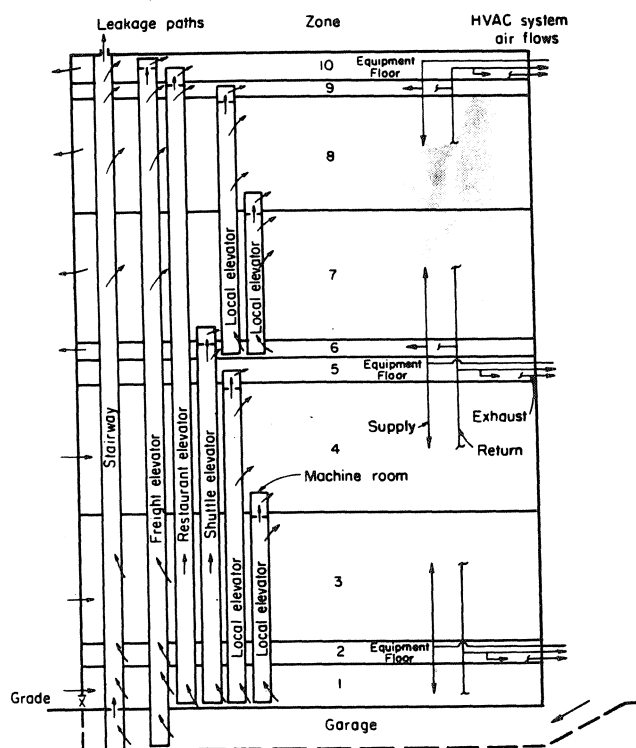 Leakage paths
Zone
HVAC system
air flows
10
Equipment
Floor
9
8
Local elevator
Local elevator
7
6
5
Equipment
Floor
Exhaust
Supply
Return
Stairway
Freight elevator
Restaurant elevator
Shuttle elevator
4
Machine room
Local elevator
Local elevator
3
2
Equipment
Floor
1
Grade
X
Garage